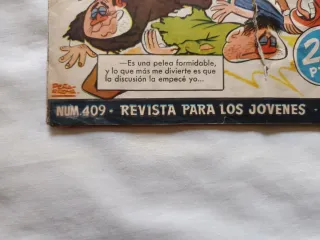 —Es una pelea formidable,
y lo que más me divierte es que
la discusión la empecé yo...
2
NUM. 409 - REVISTA PARA LOS JOVENES -